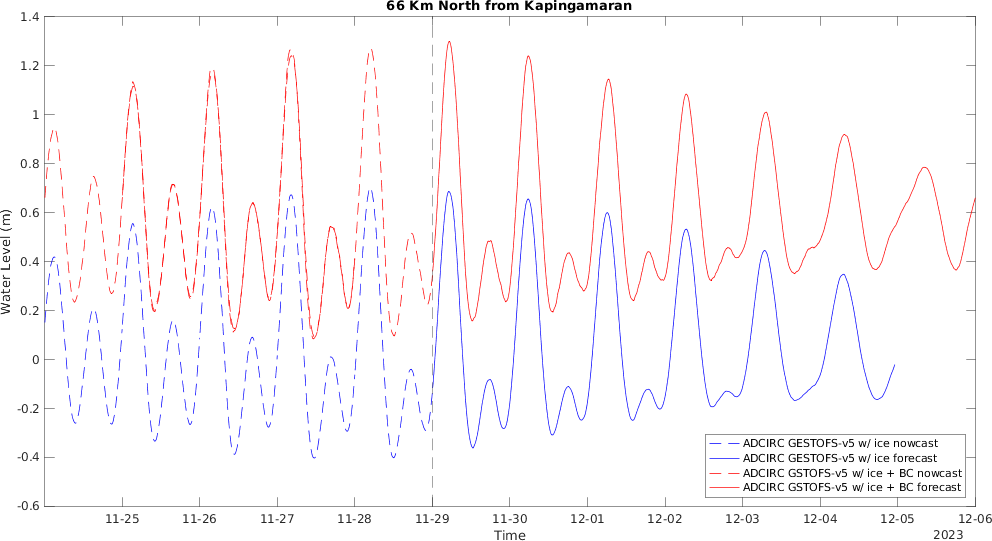 66 Km North from Kapingamaran
1.4
1.2
1
0.8
0.6
0.4
0.2
0
-0.2
-0.4
-0.6
Water Level (m)
11-25 11-26 11-27 11-28 11-29 11-30 12-01 12-02 12-03 12-04 12-05 12-06
Time
2023
ADCIRC GESTOFS-v5 w/ ice nowcast
ADCIRC GESTOFS-v5 w/ ice forecast
ADCIRC GSTOFS-v5 w/ ice + BC nowcast
ADCIRC GSTOFS-v5 w/ ice + BC forecast